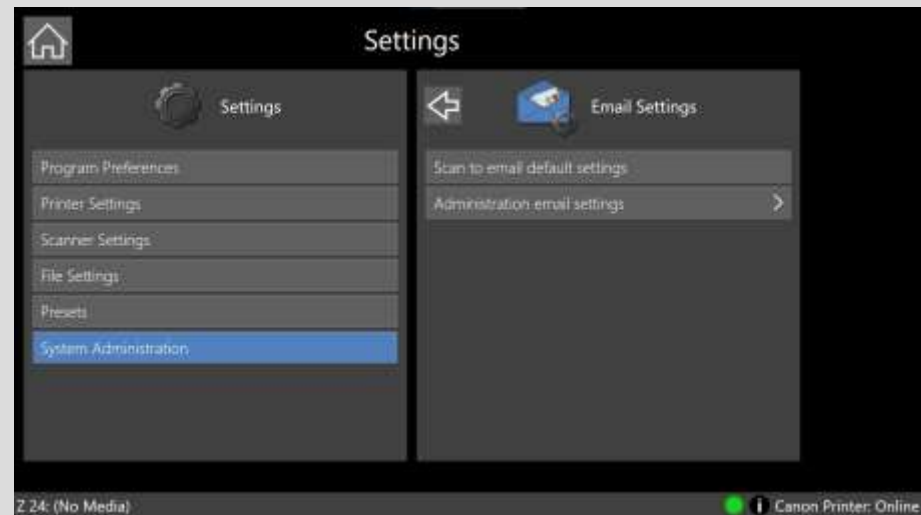 Settings
Settings
Program Preferences
Printer Settings
Scanner Settings
File Settings
Presets
System Administration
Email Settings
Scan to email default settings
Administration email settings
Z 24: (No Media)
Canon Printer: Online